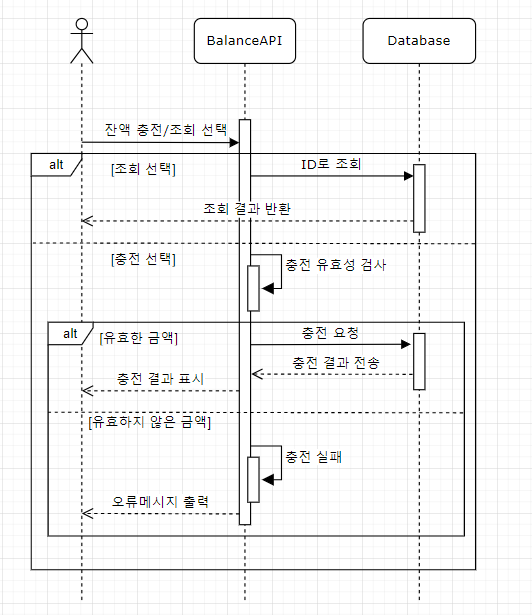 BalanceAPI
Database
잔액 충전/조회 선택
alt
[조회 선택]
ID로 조회
조회 결과 반환
[충전 선택]
충전 유효성 검사
alt
[유효한 금액]
충전 요청
충전 결과 전송
충전 결과 표시
[유효하지 않은 금액]
충전 실패
오류메시지 출력